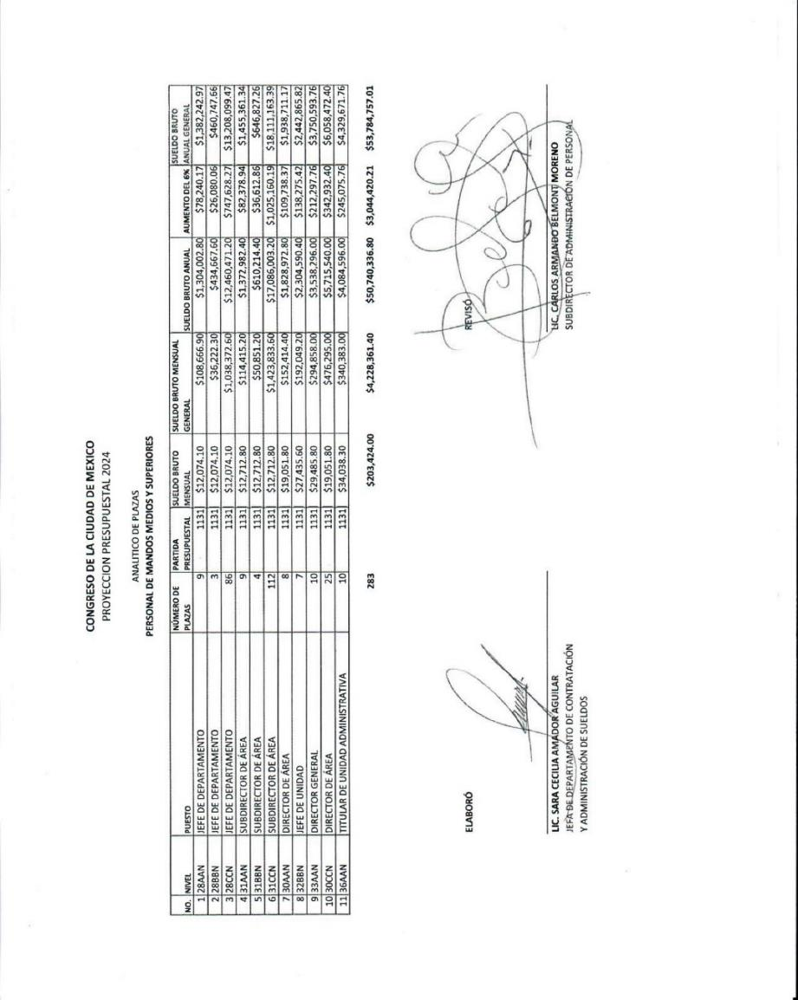 CONGRESO DE LA CIUDAD DE MEXICO
PROYECCION PRESUPUESTAL 2024
ANALITICO DE PLAZAS
PERSONAL DE MANDOS MEDIOS Y SUPERIORES
NO. NIVEL PUESTO NÚMERO DE PLAZAS PARTIDA PRESUPUESTAL SUELDO BRUTO MENSUAL SUELDO BRUTO MENSUAL GENERAL SUELDO BRUTO ANUAL AUMENTO DEL 6% SUELDO BRUTO ANUAL GENERAL
1 28AAN JEFE DE DEPARTAMENTO 9 1131 $12,074.10 $108,666.90 $1,304,002.80 $78,240.17 $1,382,242.97
2 28BBN JEFE DE DEPARTAMENTO 3 1131 $12,074.10 $36,222.30 $434,667.60 $26,080.06 $460,747.66
3 28CCN JEFE DE DEPARTAMENTO 86 1131 $12,074.10 $1,038,372.60 $12,460,471.20 $747,628.27 $13,208,099.47
4 31AAN SUBDIRECTOR DE ÁREA 9 1131 $12,712.80 $114,415.20 $1,372,982.40 $82,378.94 $1,455,361.34
5 31BBN SUBDIRECTOR DE ÁREA 4 1131 $12,712.80 $50,851.20 $610,214.40 $36,612.86 $646,827.26
6 31CCN SUBDIRECTOR DE ÁREA 112 1131 $12,712.80 $1,423,833.60 $17,086,003.20 $1,025,160.19 $18,111,163.39
7 30AAN DIRECTOR DE ÁREA 8 1131 $19,051.80 $152,414.40 $1,828,972.80 $109,738.37 $1,938,711.17
8 32BBN JEFE DE UNIDAD 7 1131 $27,435.60 $192,049.20 $2,304,590.40 $138,275.42 $2,442,865.82
9 33AAN DIRECTOR GENERAL 10 1131 $29,485.80 $294,858.00 $3,538,296.00 $212,297.76 $3,750,593.76
10 30CCN DIRECTOR DE ÁREA 25 1131 $19,051.80 $476,295.00 $5,715,540.00 $342,932.40 $6,058,472.40
11 36AAN TITULAR DE UNIDAD ADMINISTRATIVA 10 1131 $34,038.30 $340,383.00 $4,084,596.00 $245,075.76 $4,329,671.76
283 $203,424.00 $4,228,361.40 $50,740,336.80 $3,044,420.21 $53,784,757.01
ELABORÓ
LIC. SARA CECILIA AMADOR AGUILAR
JEFA DE DEPARTAMENTO DE CONTRATACIÓN
Y ADMINISTRACIÓN DE SUELDOS
REVISÓ
LIC. CARLOS ARMANDO BELMONT MORENO
SUBDIRECTOR DE ADMINISTRACIÓN DE PERSONAL